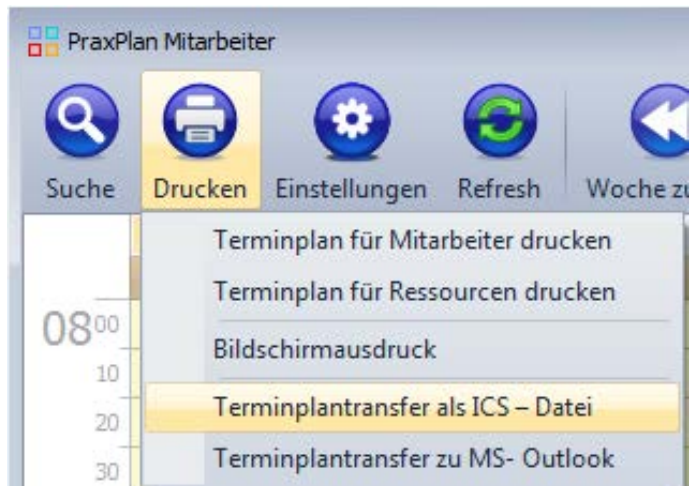 PraxPlan Mitarbeiter
Suche Drucken Einstellungen Refresh Woche
Terminplan für Mitarbeiter drucken
Terminplan für Ressourcen drucken
08 00
Bildschirmausdruck
10
Terminplantransfer als ICS – Datei
20
Terminplantransfer zu MS- Outlook
30